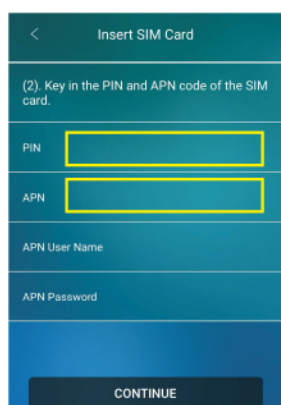 Insert SIM Card
(2). Key in the PIN and APN code of the SIM
card.
PIN
APN
APN User Name
APN Password
CONTINUE